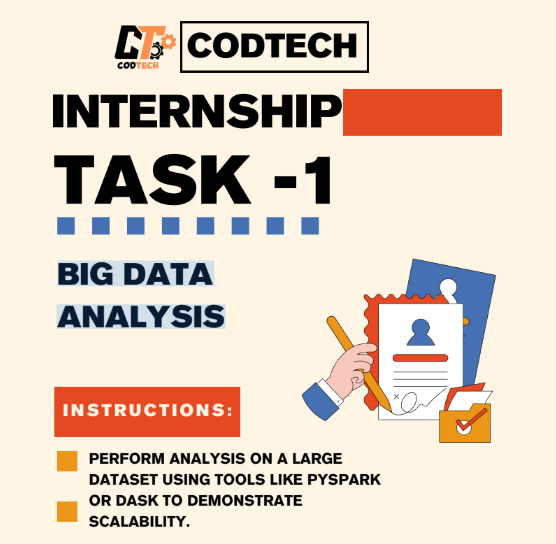 CT
CODTECH
CODTECH
INTERNSHIP
TASK -1
BIG DATA
ANALYSIS
INSTRUCTIONS:
PERFORM ANALYSIS ON A LARGE
DATASET USING TOOLS LIKE PYSPARK
OR DASK TO DEMONSTRATE
SCALABILITY.